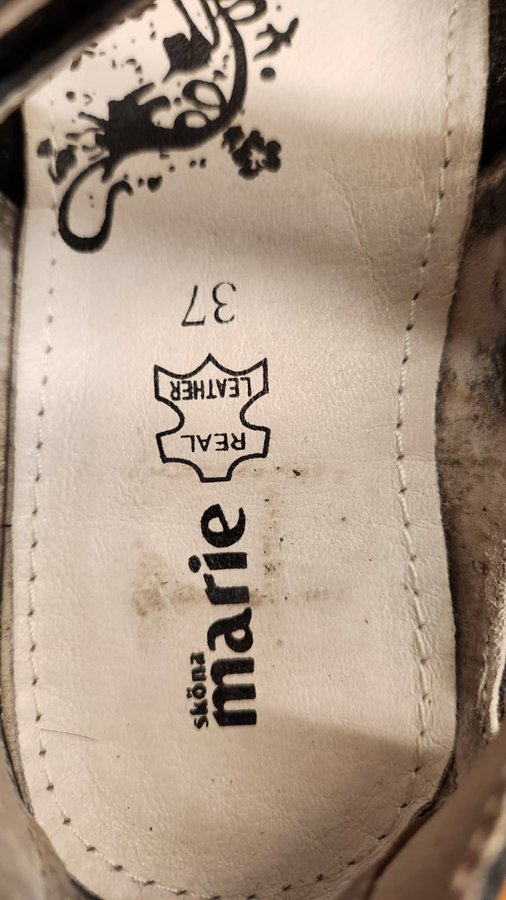 37
REAL
LEATHER
sköna
marie